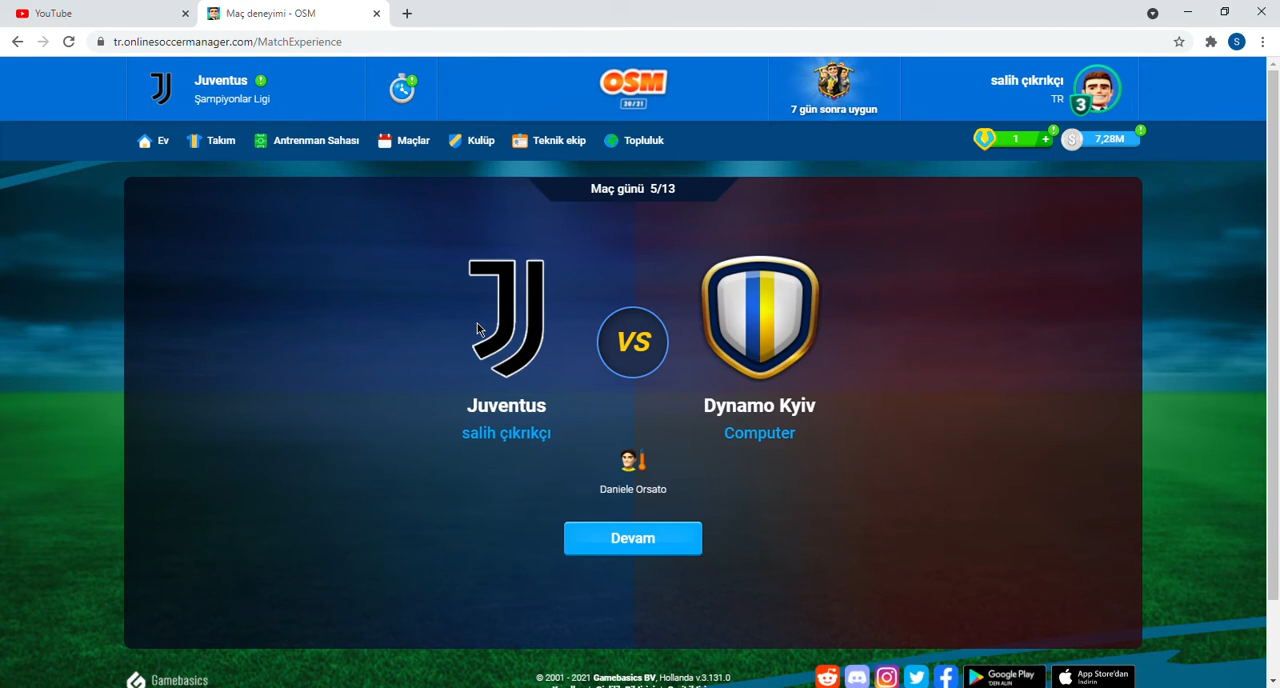 YouTube
Maç deneyimi - OSM
tr.onlinesoccermanager.com/MatchExperience
S
Juventus
Şampiyonlar Ligi
OSM
20/21
7 gün sonra uygun
salih çıkrıkçı
TR
3
Ev
Takım
Antrenman Sahası
Maçlar
Kulüp
Teknik ekip
Topluluk
1
+
7,28M
Maç günü 5/13
VS
Juventus
Dynamo Kyiv
salih çıkrıkçı
Computer
Daniele Orsato
Devam
Gamebasics
© 2001 - 2021 Gamebasics BV, Hollanda v.3.131.0
Google Play
'DEN ALIN
App Store'dan
İndirin